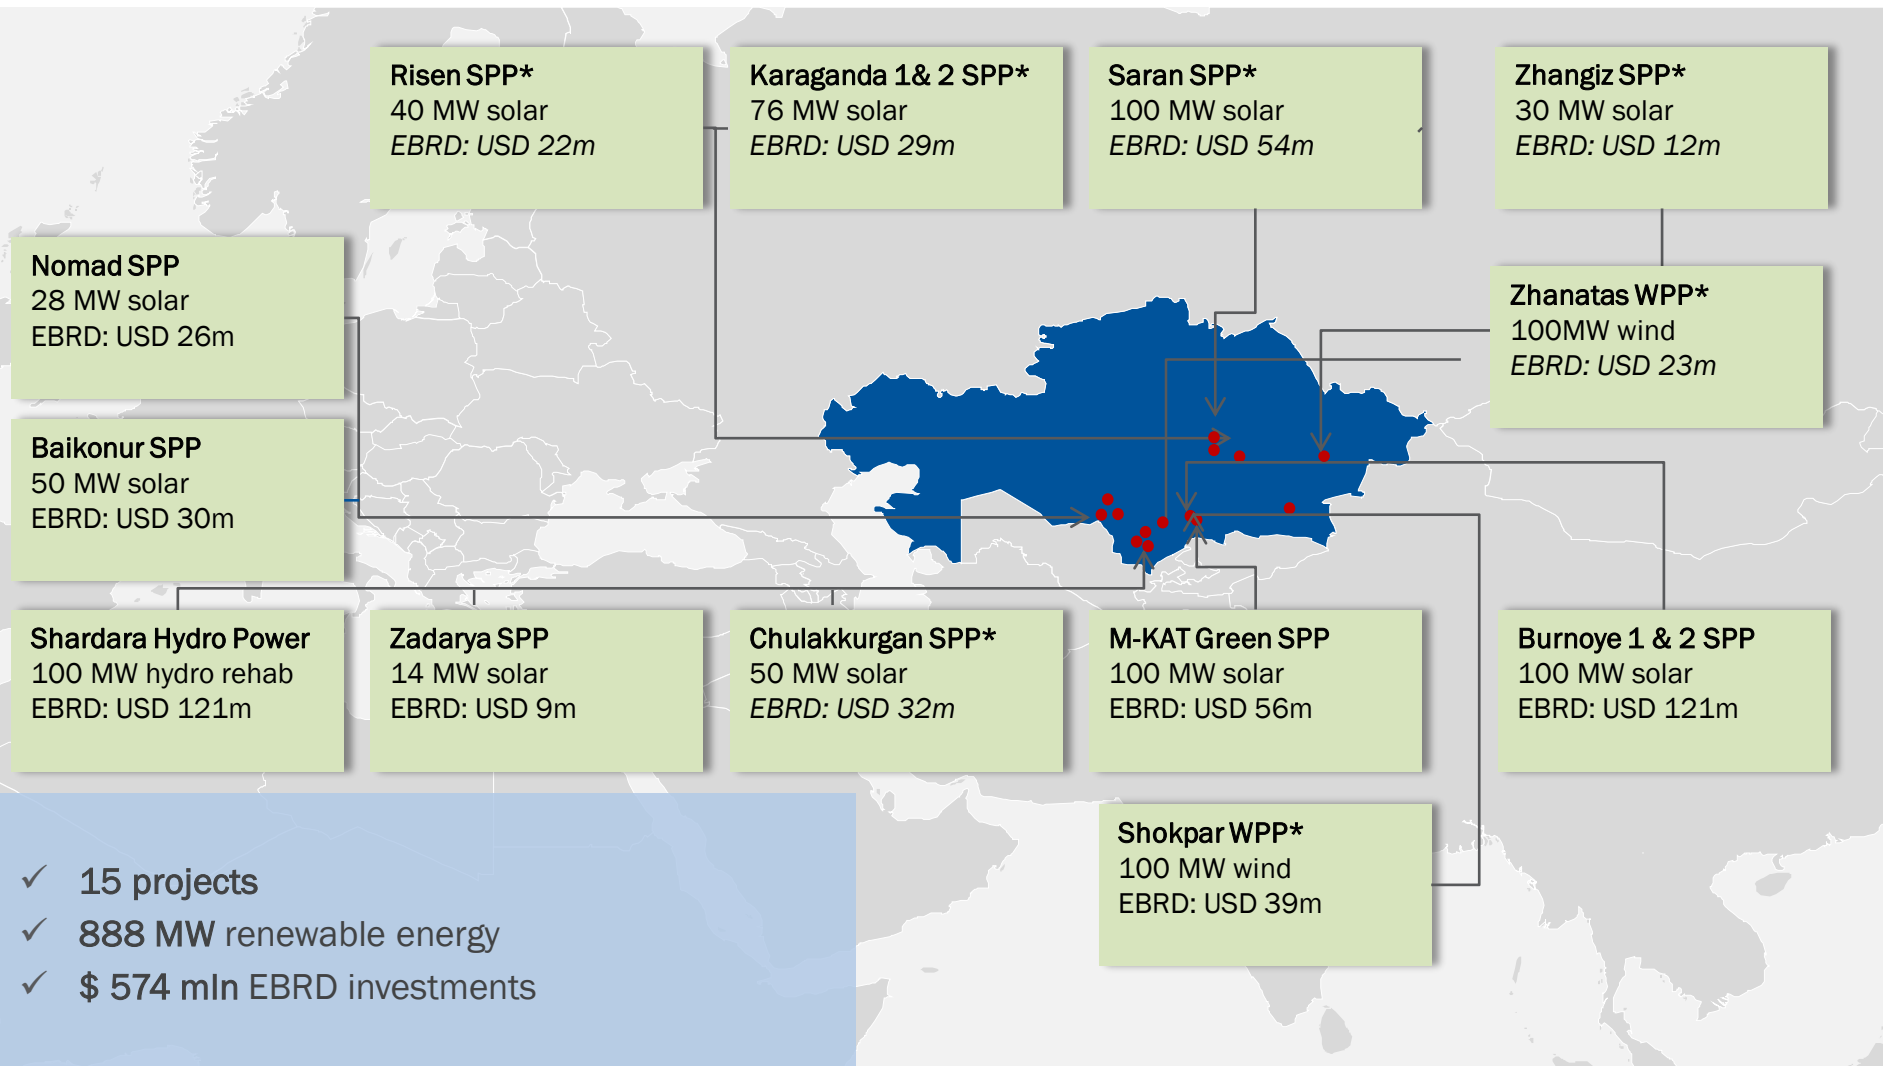 Risen SPP*
40 MW solar
EBRD: USD 22m
Karaganda 1& 2 SPP*
76 MW solar
EBRD: USD 29m
Saran SPP*
100 MW solar
EBRD: USD 54m
Zhangiz SPP*
30 MW solar
EBRD: USD 12m
Nomad SPP
28 MW solar
EBRD: USD 26m
Zhanatas WPP*
100MW wind
EBRD: USD 23m
Baikonur SPP
50 MW solar
EBRD: USD 30m
Shardara Hydro Power
100 MW hydro rehab
EBRD: USD 121m
Zadarya SPP
14 MW solar
EBRD: USD 9m
Chulakkurgan SPP*
50 MW solar
EBRD: USD 32m
M-KAT Green SPP
100 MW solar
EBRD: USD 56m
Burnoye 1 & 2 SPP
100 MW solar
EBRD: USD 121m
Shokpar WPP*
100 MW wind
EBRD: USD 39m
✓ 15 projects
✓ 888 MW renewable energy
✓ $ 574 mln EBRD investments